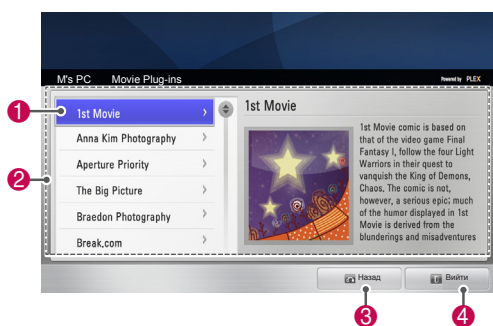 M's PC Movie Plug-ins
Powered by PLEX
1 1st Movie
Anna Kim Photography
2 Aperture Priority
The Big Picture
Braedon Photography
Break.com
1st Movie
1st Movie comic is based on
that of the video game Final
Fantasy I, follow the four Light
Warriors in their quest to
vanquish the King of Demons,
Chaos. The comic is not,
however, a serious epic; much
of the humor displayed in 1st
Movie is derived from the
blunderings and misadventures
Назад
Вийти
3
4